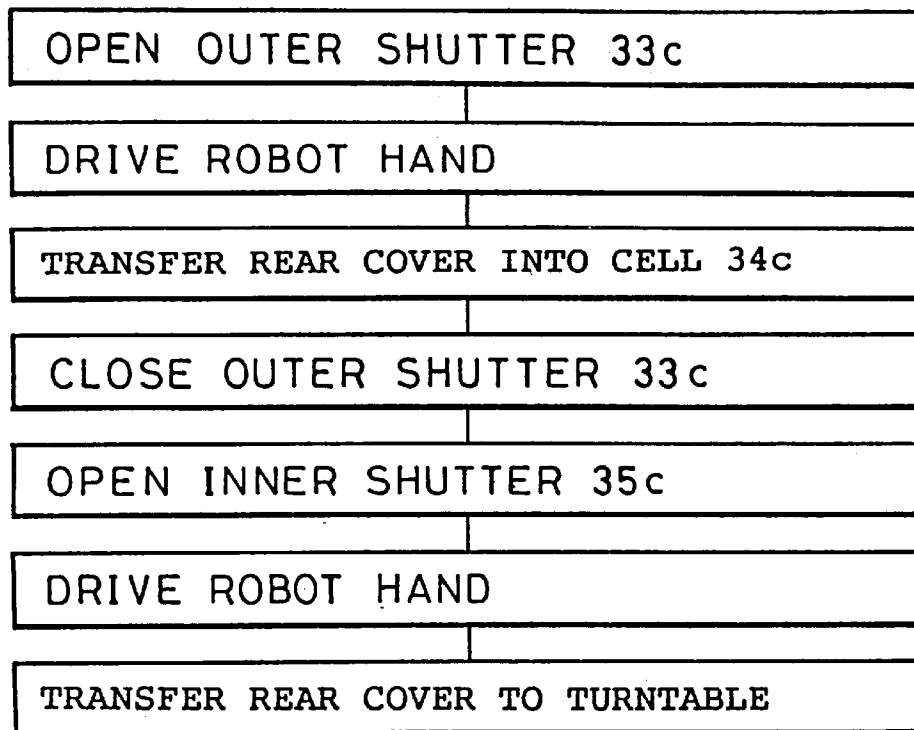 OPEN OUTER SHUTTER 33c
DRIVE ROBOT HAND
TRANSFER REAR COVER INTO CELL 34c
CLOSE OUTER SHUTTER 33c
OPEN INNER SHUTTER 35c
DRIVE ROBOT HAND
TRANSFER REAR COVER TO TURNTABLE